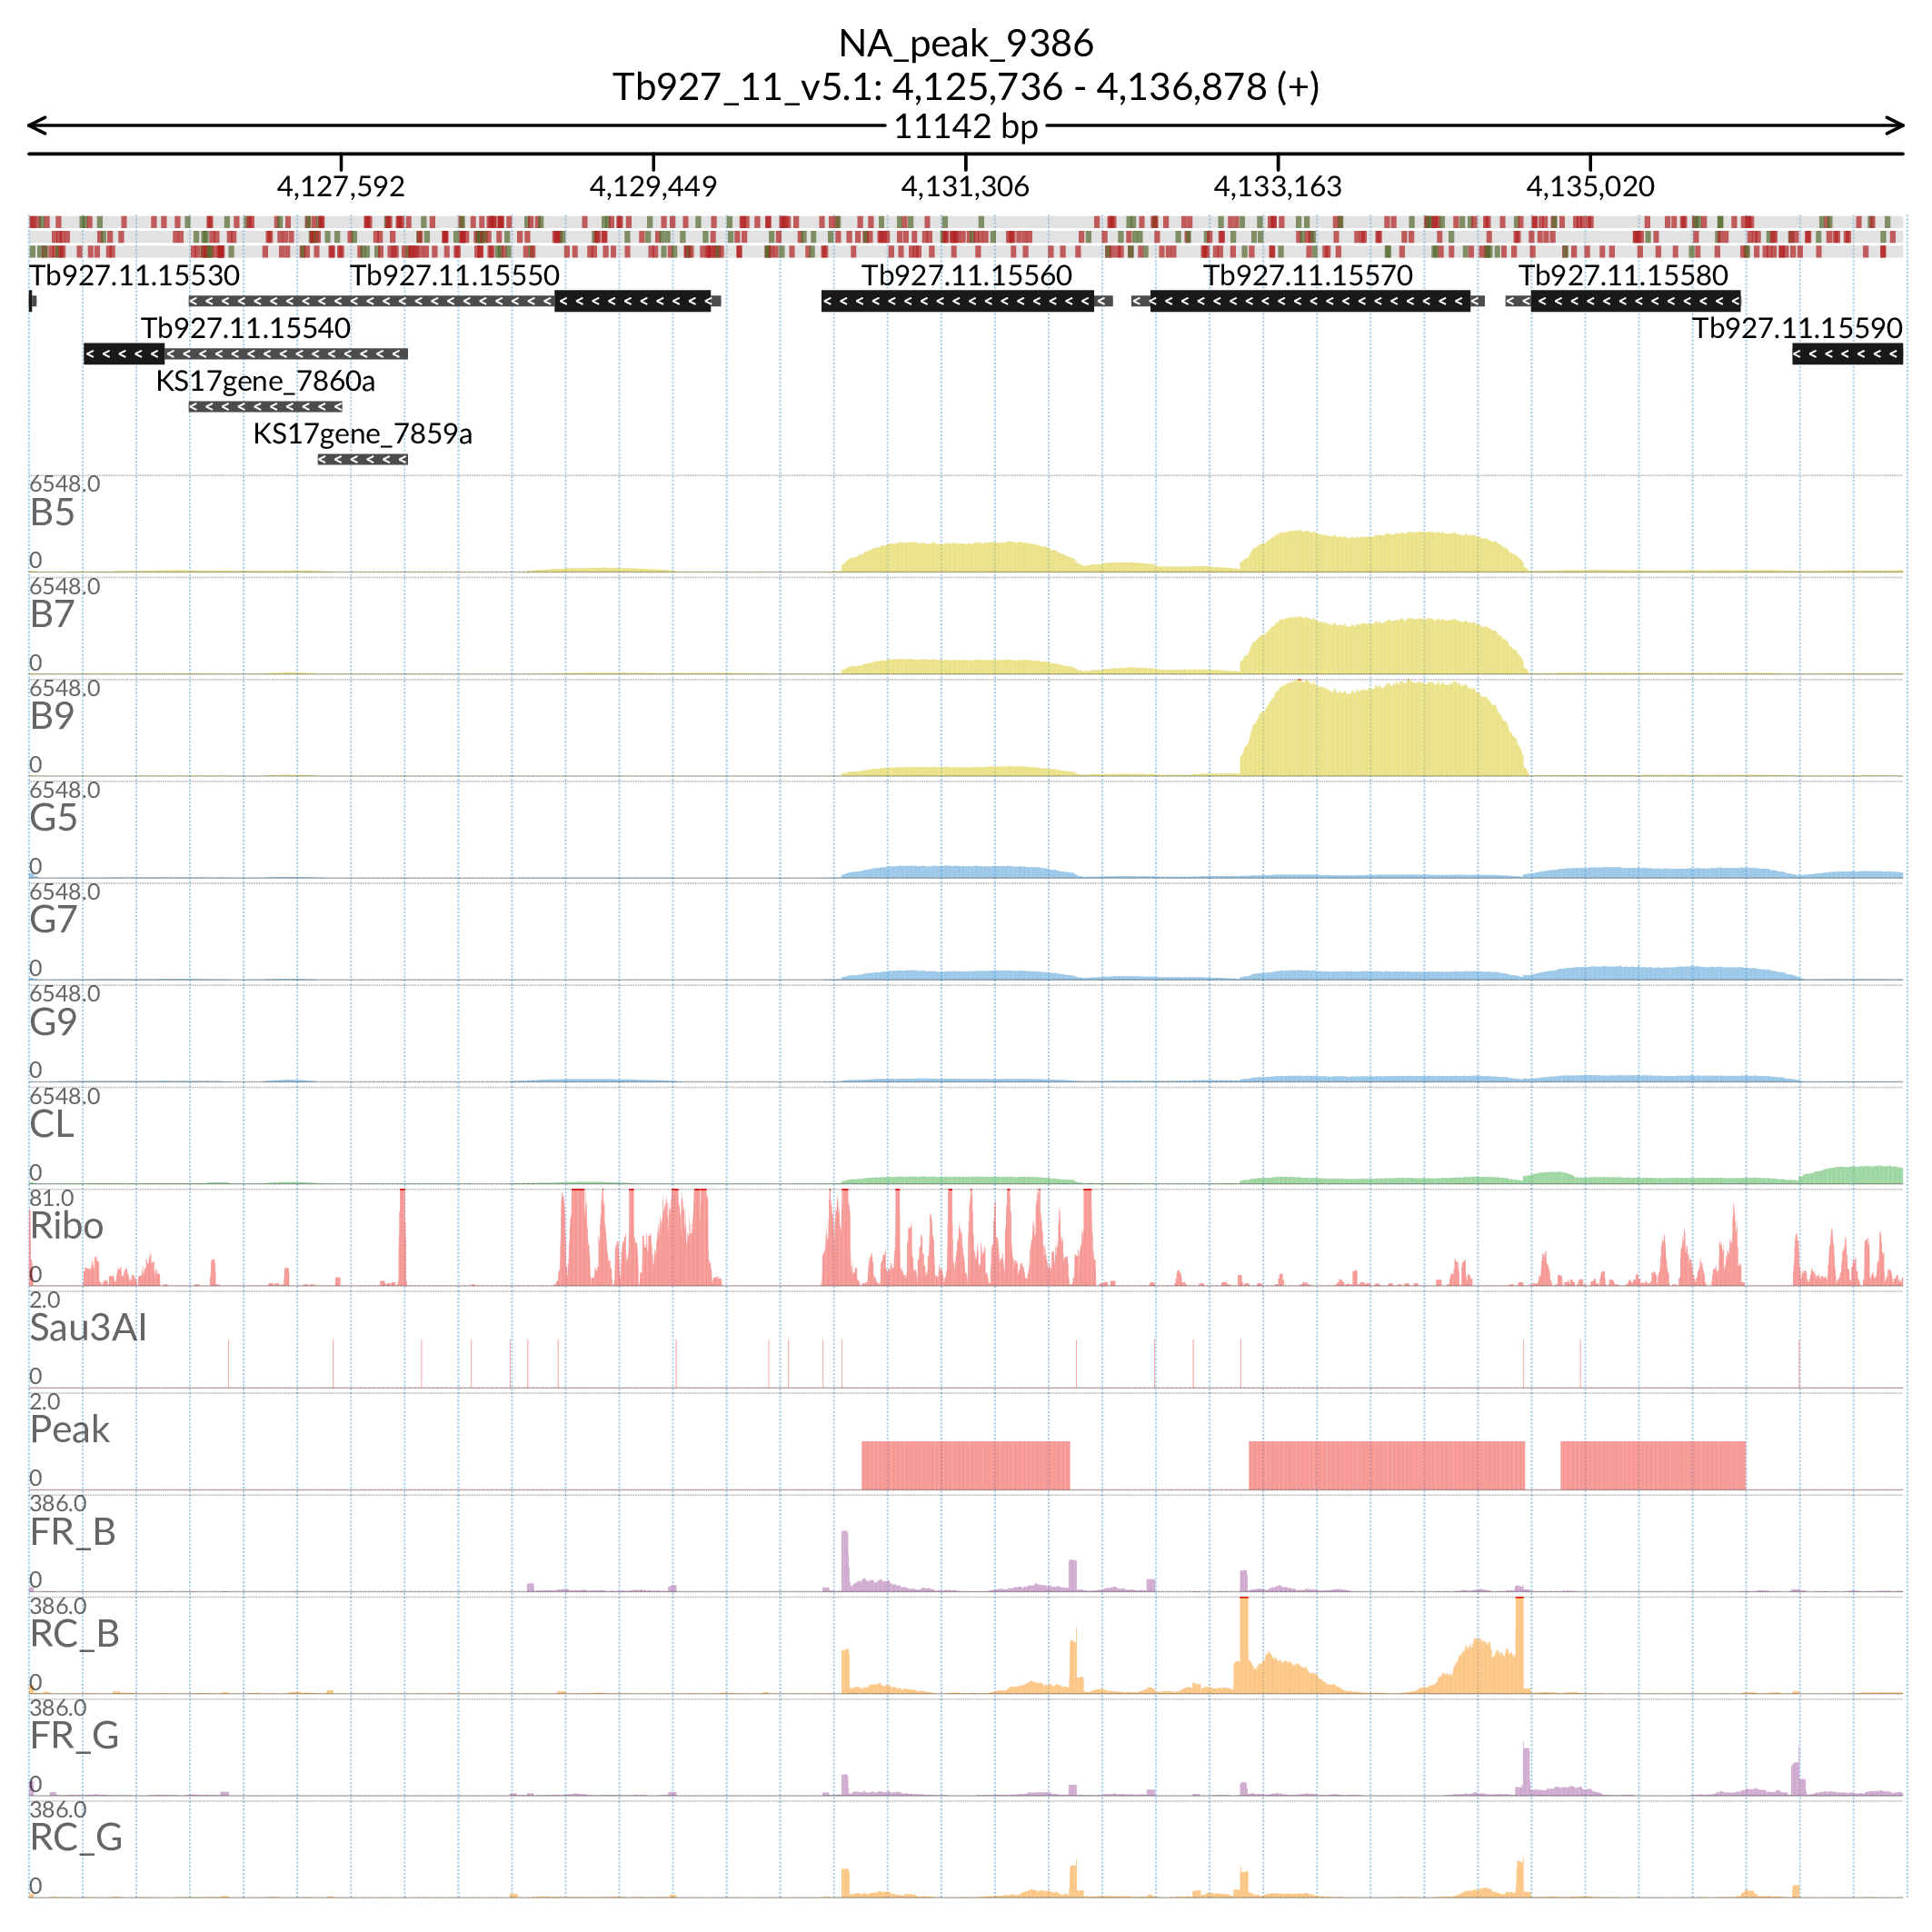 NA_peak_9386
Tb927_11_v5.1: 4,125,736 - 4,136,878 (+)
11142 bp
4,127,592 4,129,449 4,131,306 4,133,163 4,135,020
Tb927.11.15530 Tb927.11.15550 Tb927.11.15560 Tb927.11.15570 Tb927.11.15580
Tb927.11.15540 Tb927.11.15590
KS17gene_7860a
KS17gene_7859a
6548.0
B5
0
6548.0
B7
0
6548.0
B9
0
6548.0
G5
0
6548.0
G7
0
6548.0
G9
0
6548.0
CL
0
81.0
Ribo
0
2.0
Sau3AI
0
2.0
Peak
0
386.0
FR_B
0
386.0
RC_B
0
386.0
FR_G
0
386.0
RC_G
0